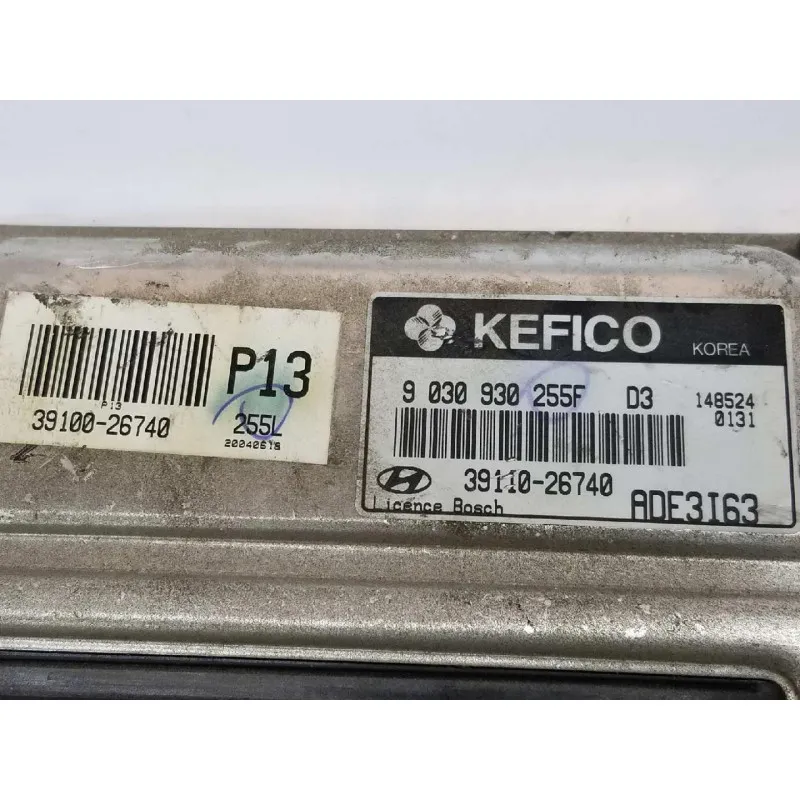 P13
P13
39100-26740
255L
20040615
KEFICO
KOREA
9 030 930 255F D3 148524
0131
39110-26740
Licence Bosch
ADE3I63